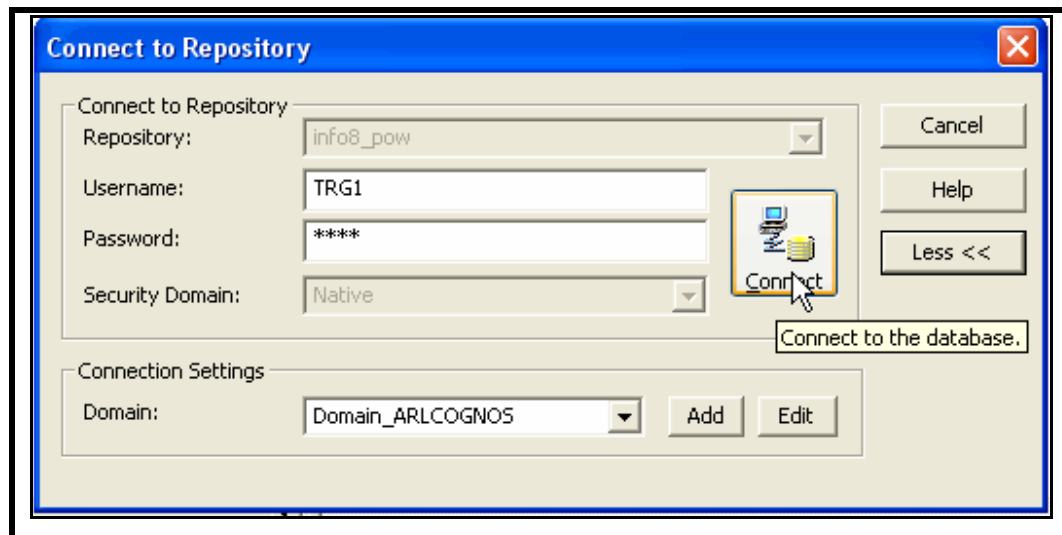 Connect to Repository
Connect to Repository
Repository: info8_pow
Cancel
Username: TRG1
Help
Password: ****
Less <<
Connect
Security Domain: Native
Connect to the database.
Connection Settings
Domain: Domain_ARLCOGNOS Add Edit